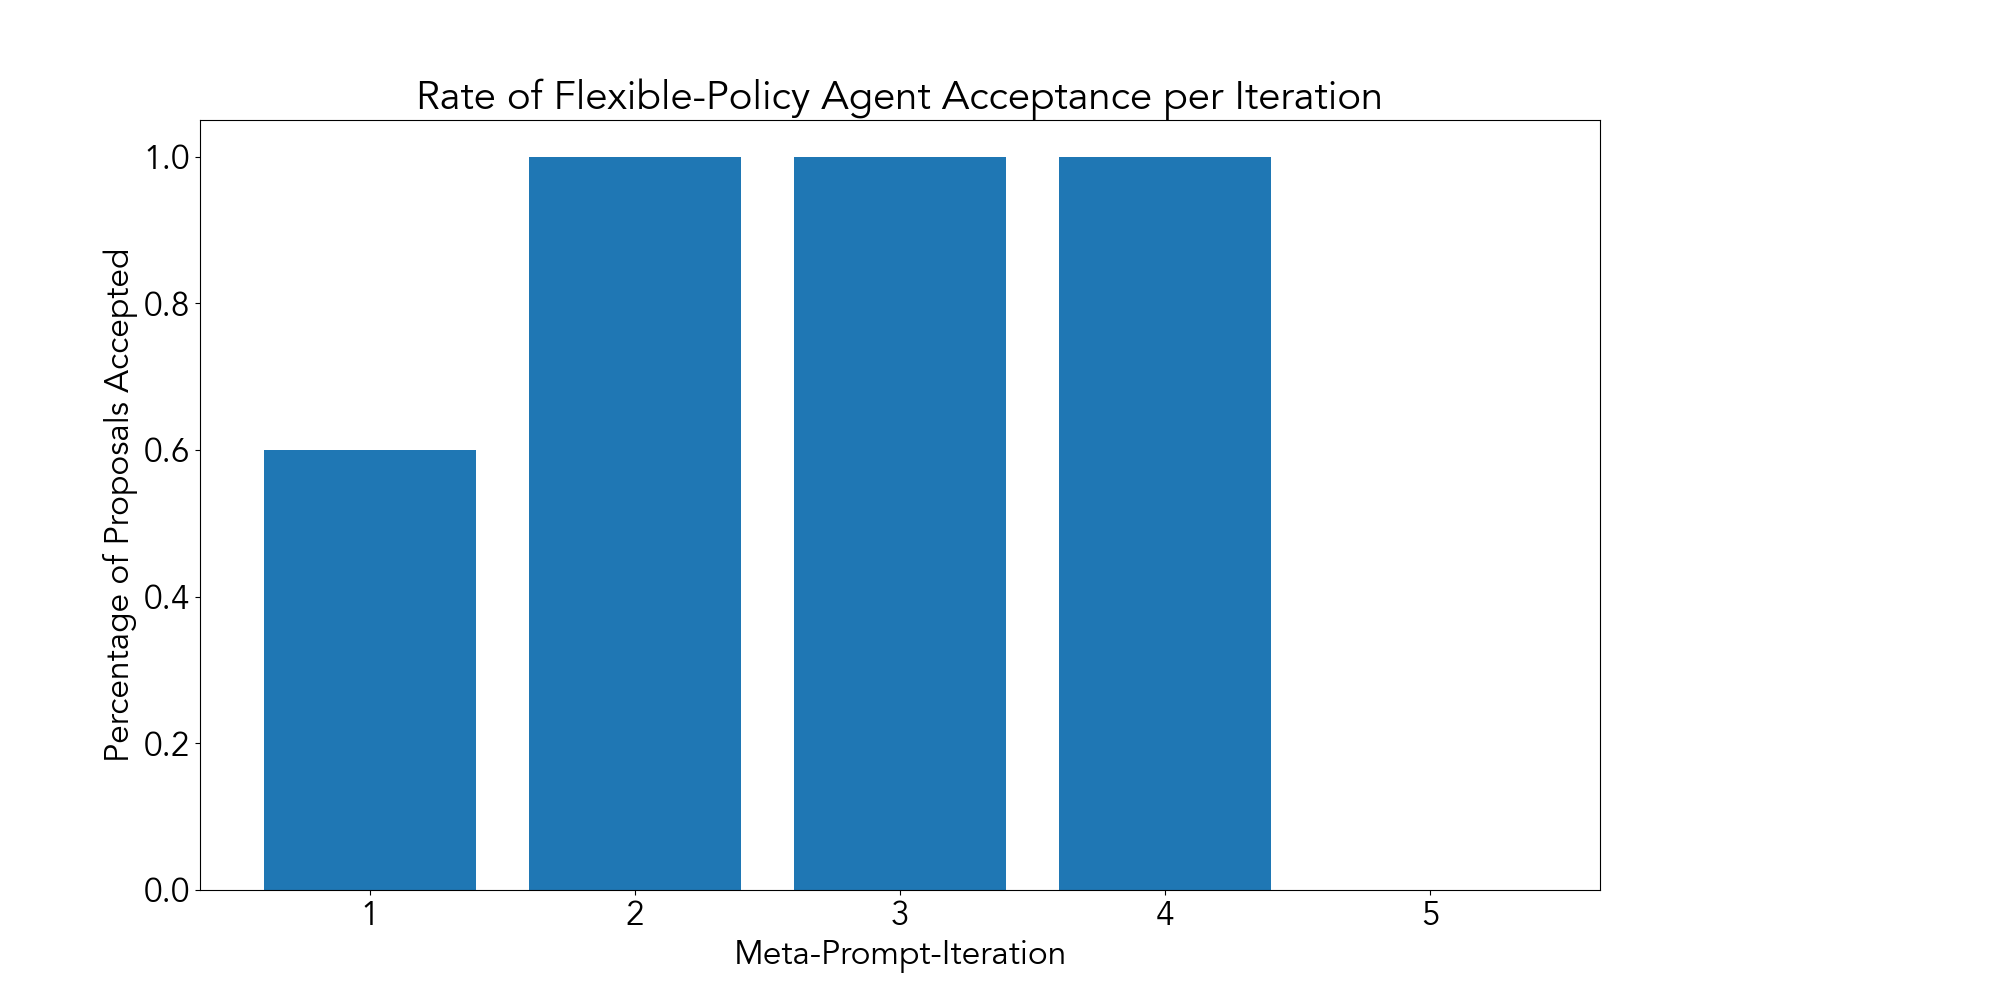 Rate of Flexible-Policy Agent Acceptance per Iteration
Percentage of Proposals Accepted
1.0
0.8
0.6
0.4
0.2
0.0
1 2 3 4 5
Meta-Prompt-Iteration